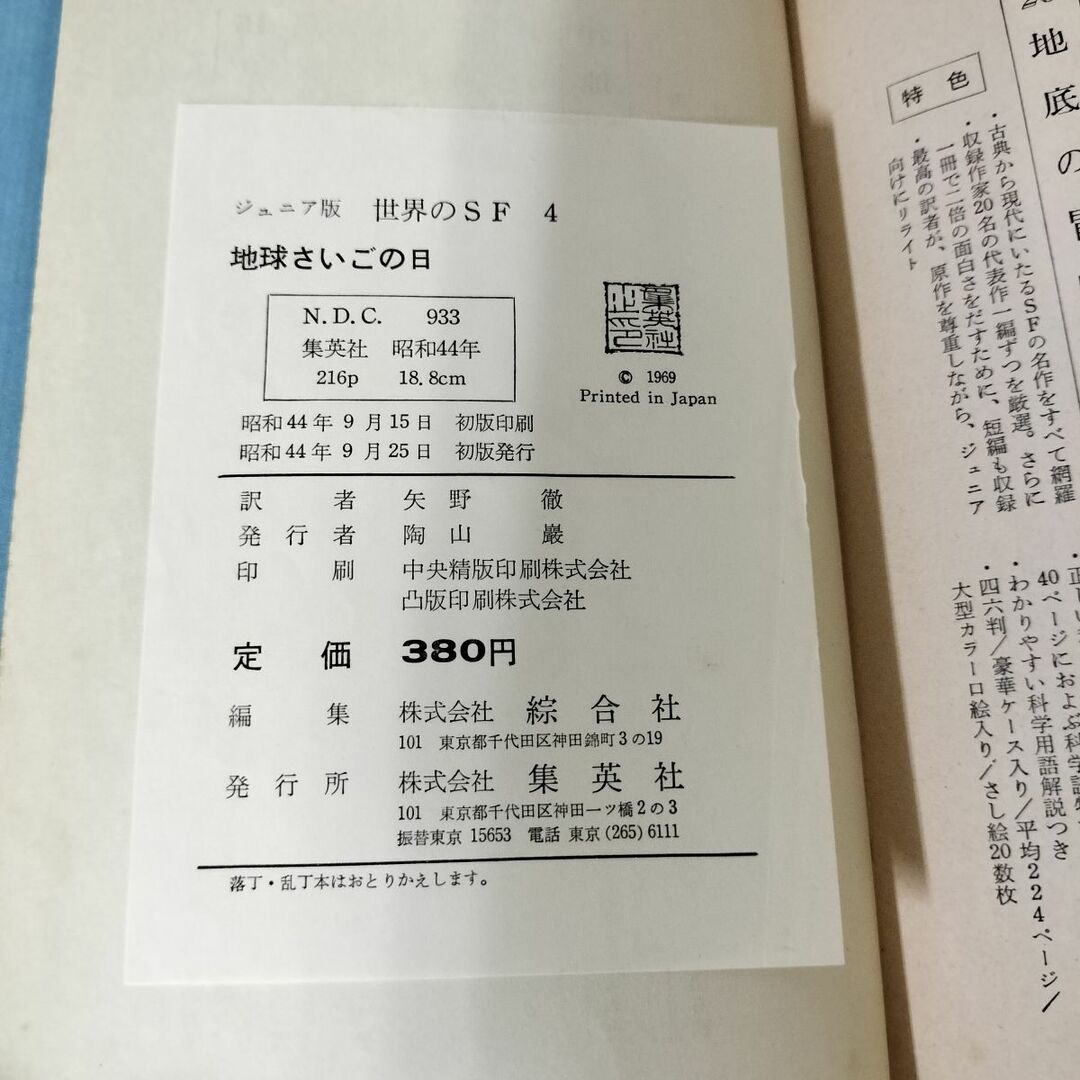 ジュニア版 世界のSF 4
地球さいごの日
N.D.C. 933
集英社 昭和44年
216p 18.8cm
集英社
© 1969
Printed in Japan
昭和44年9月15日 初版印刷
昭和44年9月25日 初版発行
訳者 矢野徹
発行者 陶山巖
印刷 中央精版印刷株式会社
凸版印刷株式会社
定価 380円
編集 株式会社 綜合社
101 東京都千代田区神田錦町3の19
発行所 株式会社 集英社
101 東京都千代田区神田一ツ橋2の3
振替東京 15653 電話 東京(265)6111
落丁・乱丁本はおとりかえします。
地底の
特色
・古典から現代にいたるSFの名作をすべて網羅
・収録作家20名の代表作一編ずつを厳選。さらに
一冊で二倍の面白さをだすために、短編も収録
・最高の訳者が、原作を尊重しながら、ジュニア
向けにリライト
40ページにおよぶ科学
・わかりやすい科学用語解説つき
・四六判/豪華ケース入り/平均224ページ/
大型カラー口絵入り/さし絵20数枚